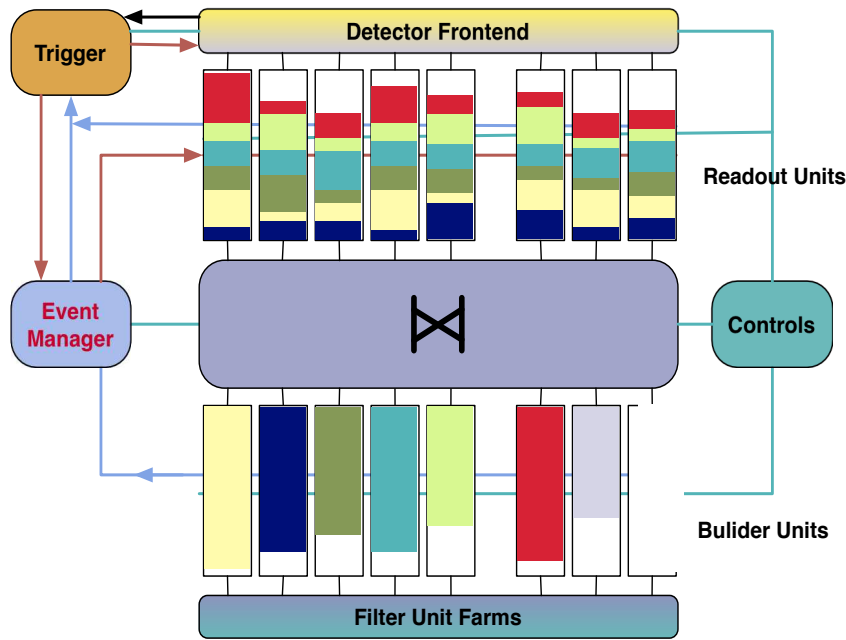 Detector Frontend
Trigger
Readout Units
Event
Manager
Controls
Bulider Units
Filter Unit Farms